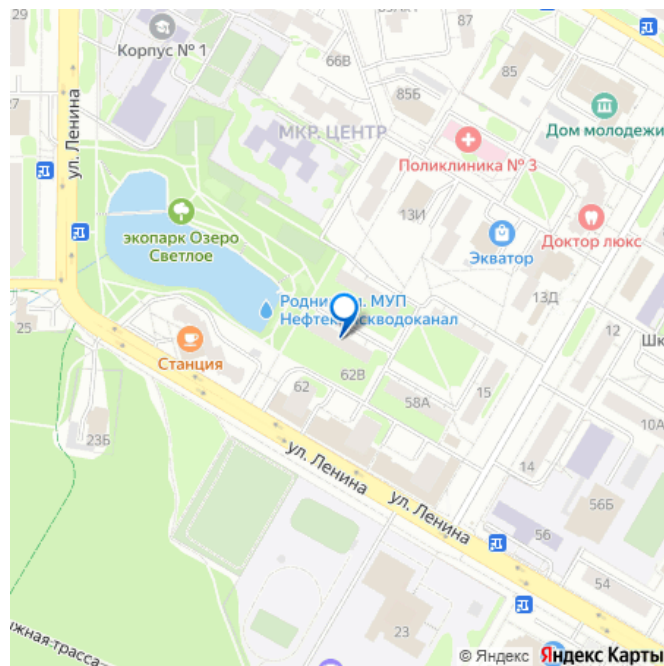 87
66В
Корпус № 1
85
85Б
27
Дом молодежи
МКР. ЦЕНТР
ул. Ленина
Поликлиника № 3
13И
экопарк Озеро
Светлое
Экватор
Доктор люкс
МУП
13Д
25
12
Станция
62
62В
58А
15
10А
23Б
14
ул. Ленина
ул. Ленина
56Б
56
54
23
© Яндекс
Яндекс Карты